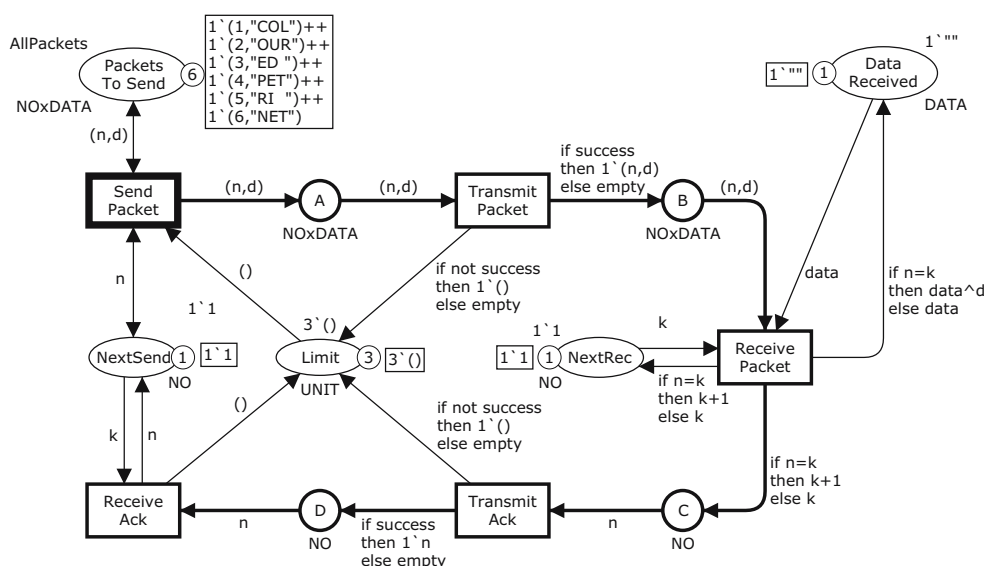 AllPackets
Packets
To Send
6
1`(1,"COL")++
1`(2,"OUR")++
1`(3,"ED ")++
1`(4,"PET")++
1`(5,"RI  ")++
1`(6,"NET")
NOxDATA
(n,d)
1`""
1`""
1
Data
Received
DATA
Send
Packet
(n,d)
A
NOxDATA
(n,d)
Transmit
Packet
if success
then 1`(n,d)
else empty
B
NOxDATA
(n,d)
n
()
if not success
then 1`()
else empty
data
if n=k
then data^d
else data
1`1
NextSend
1
1`1
NO
3`()
Limit
3
3`()
UNIT
1`1
1`1
1
NextRec
NO
k
if n=k
then k+1
else k
Receive
Packet
k
n
()
if not success
then 1`()
else empty
if n=k
then k+1
else k
Receive
Ack
n
D
NO
if success
then 1`n
else empty
Transmit
Ack
n
C
NO